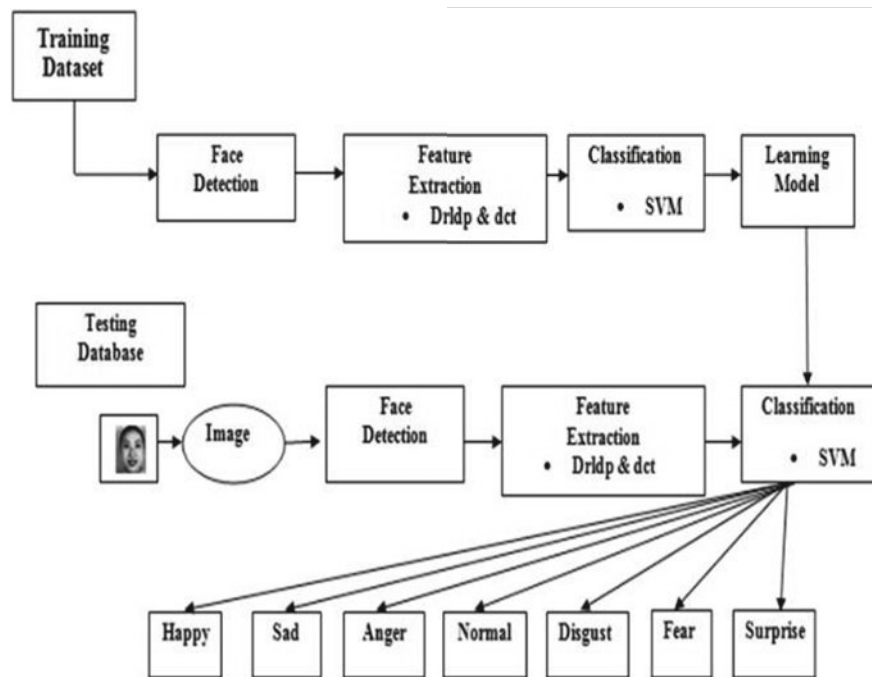 Training
Dataset
Face
Detection
Feature
Extraction
• Drldp & dct
Classification
• SVM
Learning
Model
Testing
Database
Image
Face
Detection
Feature
Extraction
• Drldp & dct
Classification
• SVM
Happy
Sad
Anger
Normal
Disgust
Fear
Surprise